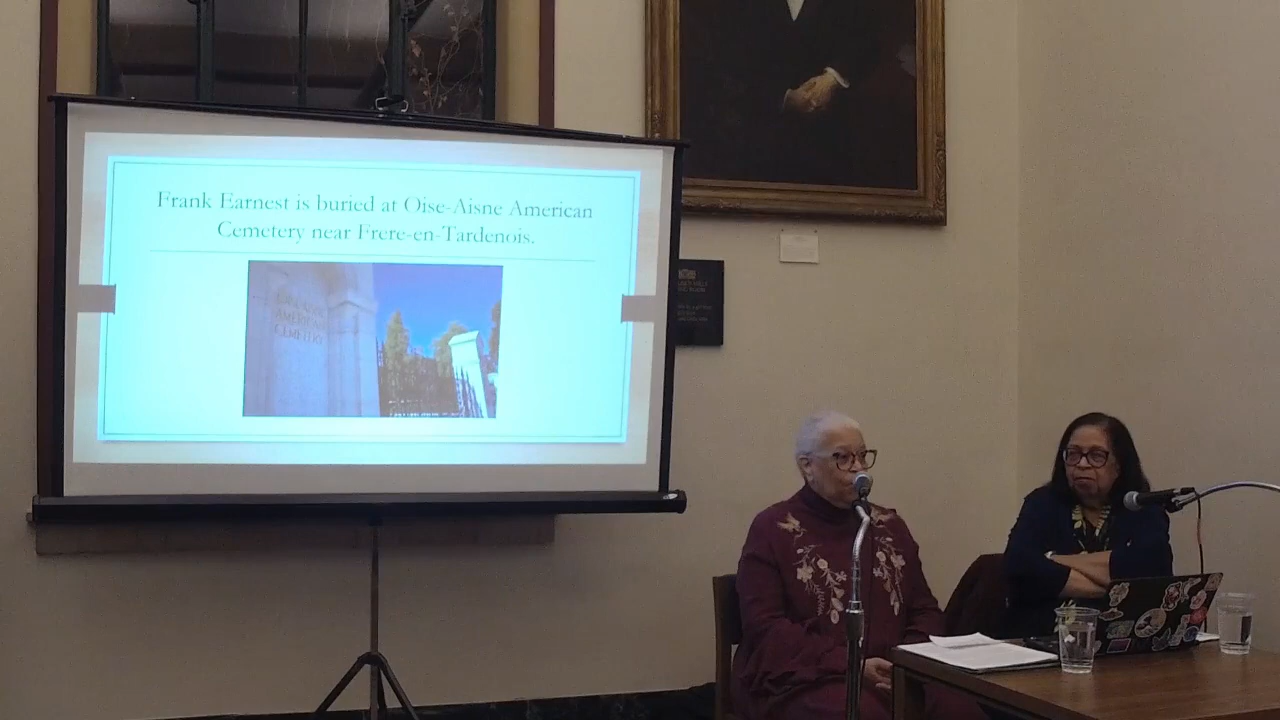 Frank Earnest is buried at Oise-Aisne American
Cemetery near Frere-en-Tardenois.
AMERICAN
CEMETERY